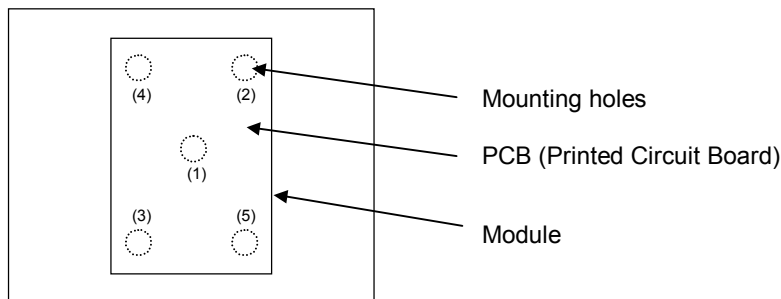 (4)
(2)
Mounting holes
PCB (Printed Circuit Board)
(1)
(3)
(5)
Module